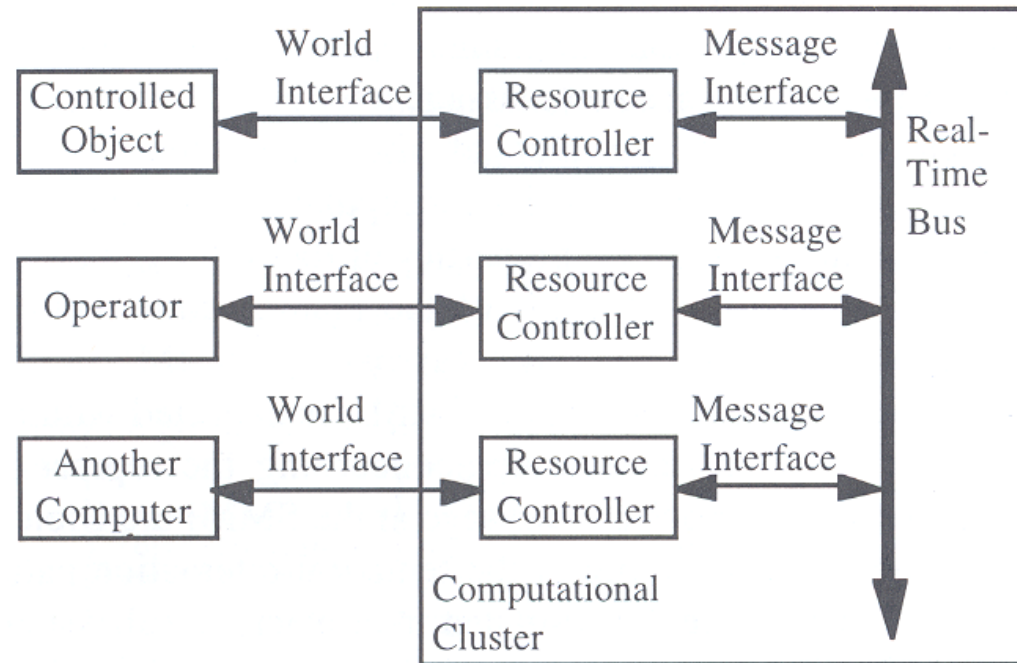 World
Interface
Message
Interface
Controlled
Object
Resource
Controller
Real-
Time
Bus
World
Interface
Message
Interface
Operator
Resource
Controller
World
Interface
Message
Interface
Another
Computer
Resource
Controller
Computational
Cluster